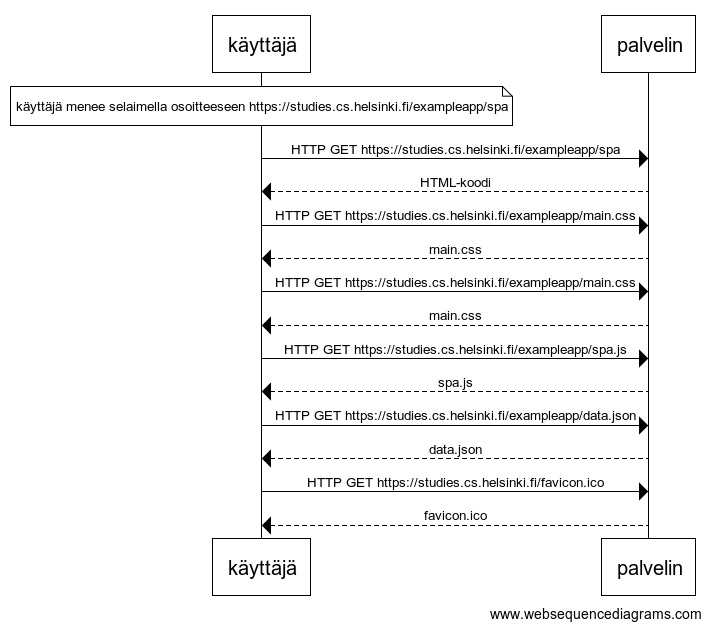 käyttäjä
palvelin
käyttäjä menee selaimella osoitteeseen https://studies.cs.helsinki.fi/exampleapp/spa
HTTP GET https://studies.cs.helsinki.fi/exampleapp/spa
HTML-koodi
HTTP GET https://studies.cs.helsinki.fi/exampleapp/main.css
main.css
HTTP GET https://studies.cs.helsinki.fi/exampleapp/main.css
main.css
HTTP GET https://studies.cs.helsinki.fi/exampleapp/spa.js
spa.js
HTTP GET https://studies.cs.helsinki.fi/exampleapp/data.json
data.json
HTTP GET https://studies.cs.helsinki.fi/favicon.ico
favicon.ico
käyttäjä
palvelin
www.websequencediagrams.com